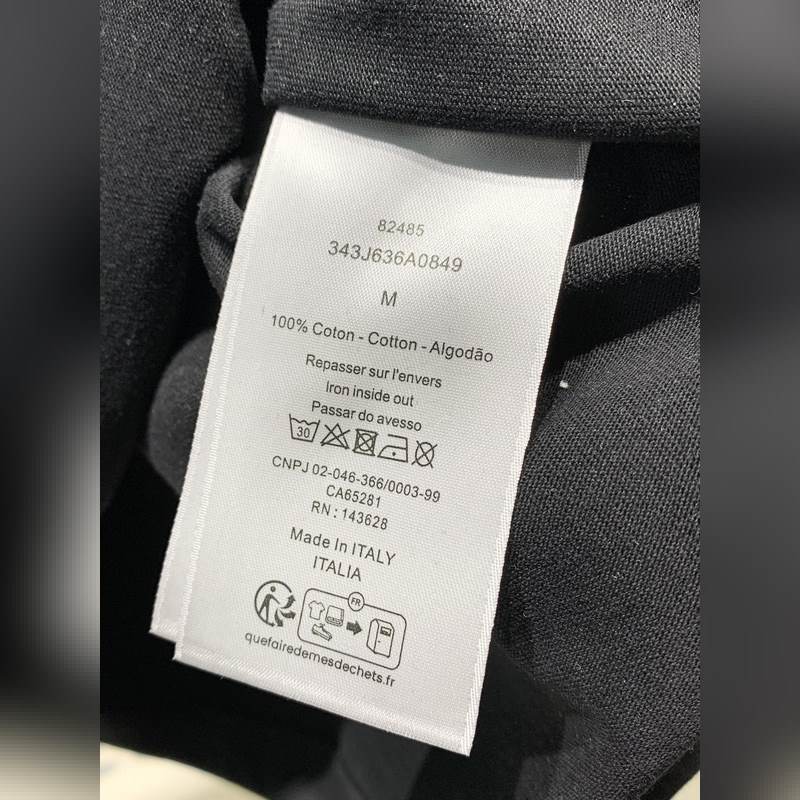 82485
343J636A0849
M
100% Coton - Cotton - Algodão
Repasser sur l'envers
Iron inside out
Passar do avesso
30
CNPJ 02-046-366/0003-99
CA65281
RN : 143628
Made In ITALY
ITALIA
FR
quefairedemesdechets.fr